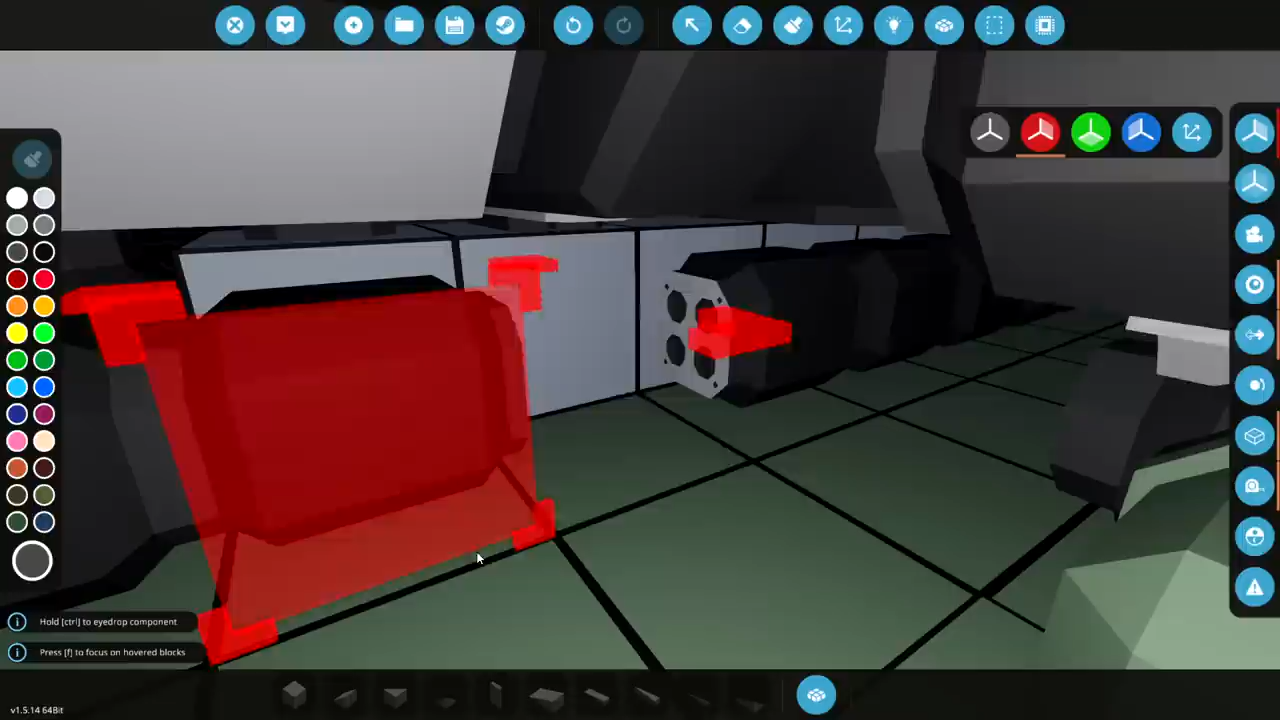 Hold [ctrl] to eyedrop component
Press [f] to focus on hovered blocks
v1.5.14 64Bit